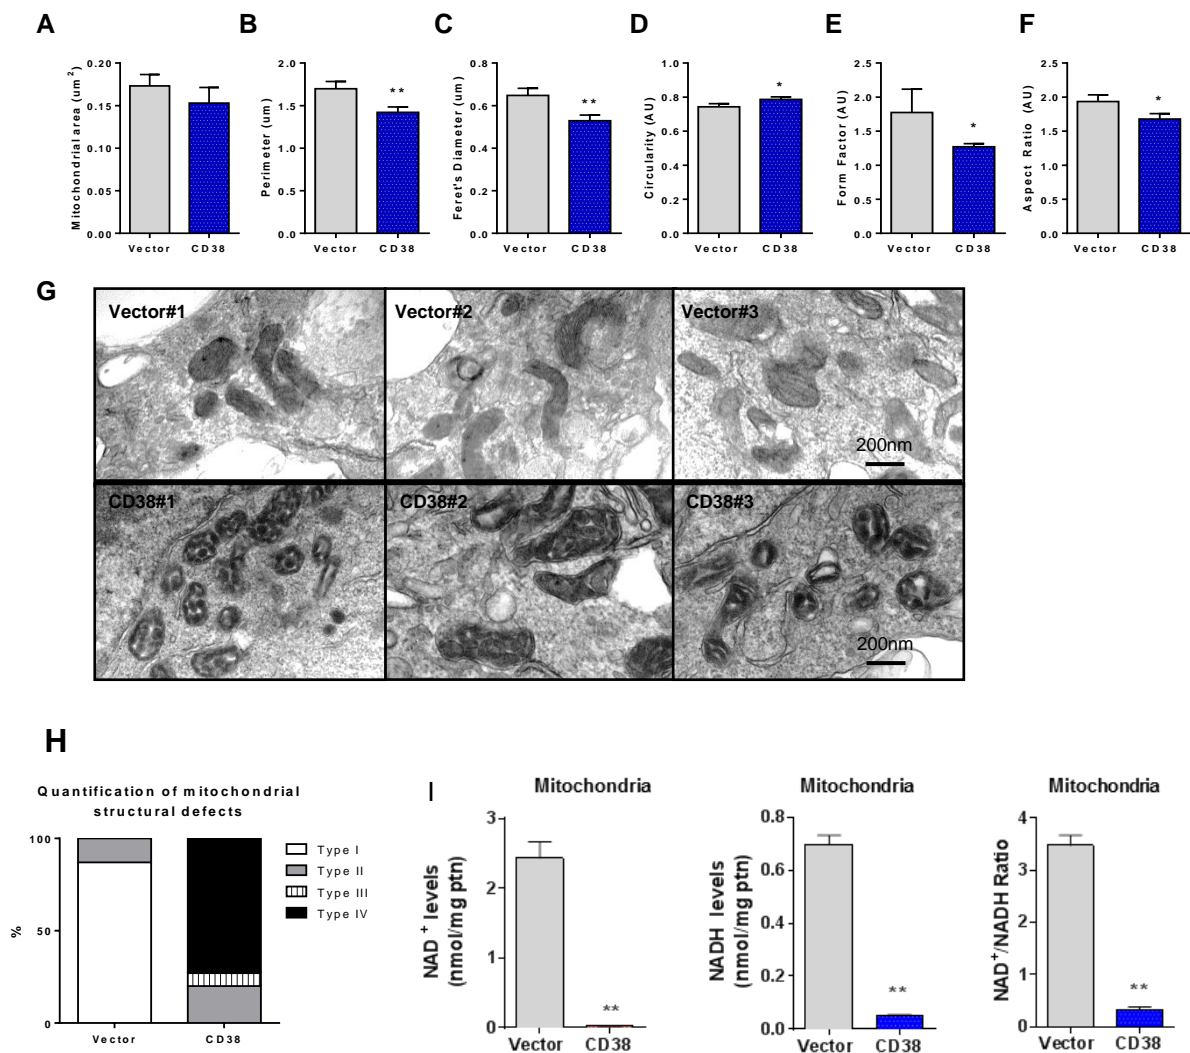 A
B
C
D
E
F
Mitochondrial area (um2)
0.20
0.15
0.10
0.05
0.00
Vector CD38
Perimeter (um)
2.0
1.5
1.0
0.5
0.0
**
Vector CD38
Feret's Diameter (um)
0.8
0.6
0.4
0.2
0.0
**
Vector CD38
Circularity (AU)
1.0
0.8
0.6
0.4
0.2
0.0
*
Vector CD38
Form Factor (AU)
2.5
2.0
1.5
1.0
0.5
0.0
*
Vector CD38
Aspect Ratio (AU)
2.5
2.0
1.5
1.0
0.5
0.0
*
Vector CD38
G
Vector#1
Vector#2
Vector#3
200nm
CD38#1
CD38#2
CD38#3
200nm
H
Quantification of mitochondrial
structural defects
%
100
50
0
Vector CD38
Type I
Type II
Type III
Type IV
I
Mitochondria
NAD+ levels
(nmol/mg ptn)
3
2
1
0
**
Vector CD38
Mitochondria
NADH levels
(nmol/mg ptn)
0.8
0.6
0.4
0.2
0.0
**
Vector CD38
Mitochondria
NAD+/NADH Ratio
4
3
2
1
0
**
Vector CD38